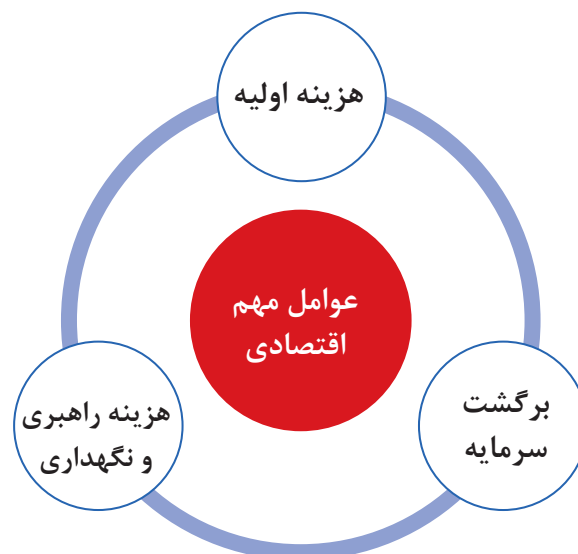 هزینه اولیه
عوامل مهم
اقتصادی
برگشت
سرمایه
هزینه راهبری
و نگهداری